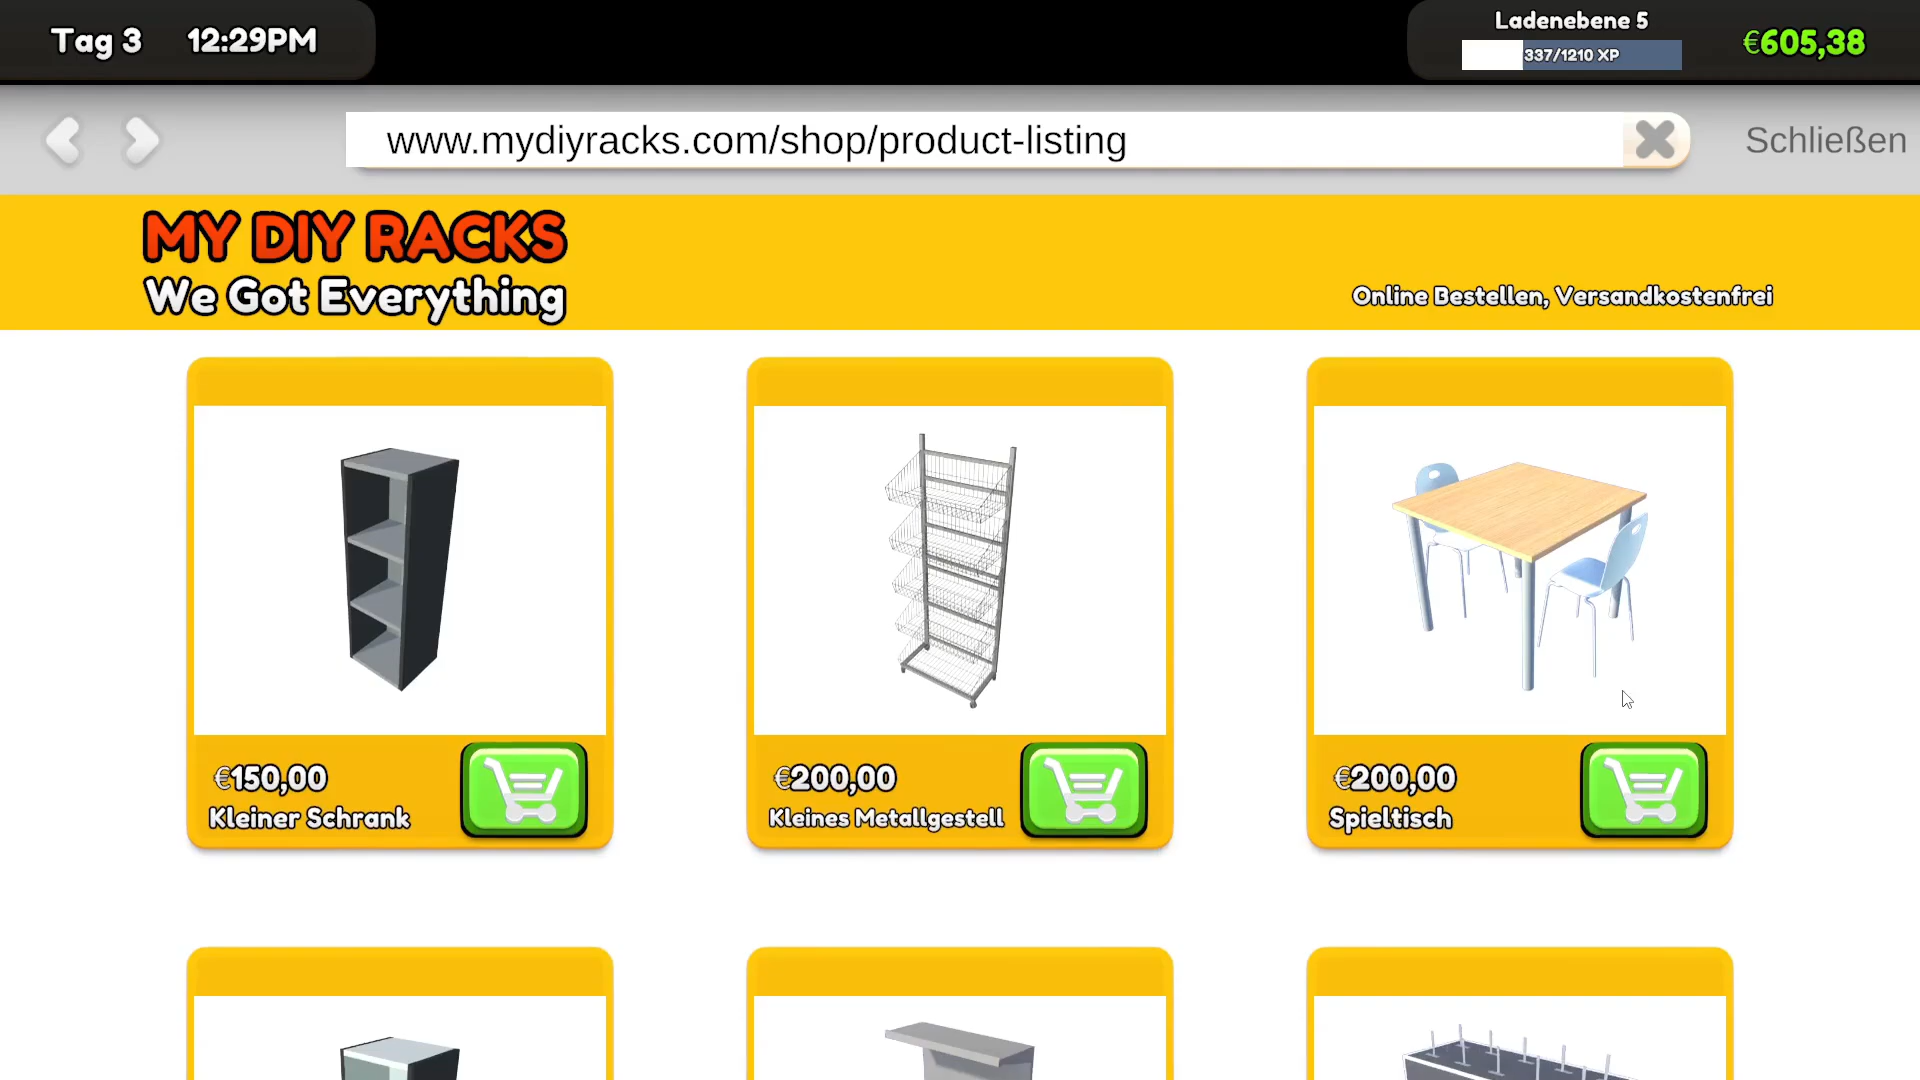 Tag 3 12:29PM
Ladenebene 5
337/1210 XP
€605,38
www.mydiyracks.com/shop/product-listing
Schließen
MY DIY RACKS
We Got Everything
Online Bestellen, Versandkostenfrei
€150,00
Kleiner Schrank
€200,00
Kleines Metallgestell
€200,00
Spieltisch